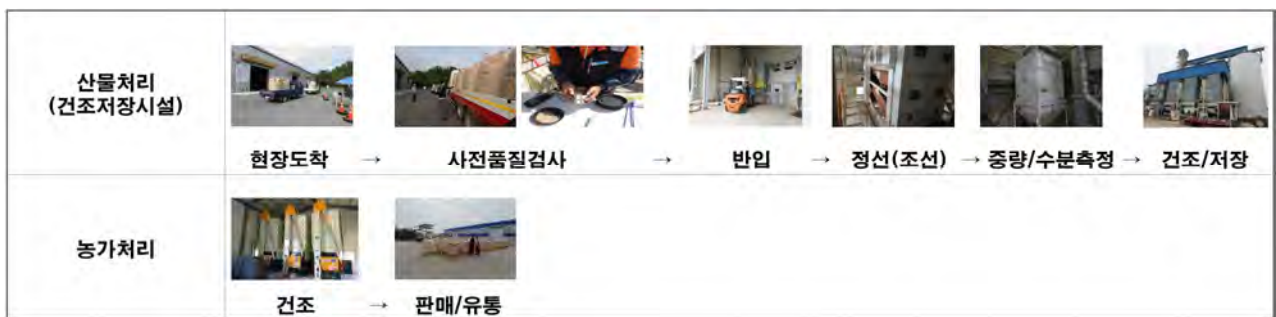 산물처리
(건조저장시설)
현장도착 → 사전품질검사 → 반입 → 정선(조선) → 중량/수분측정 → 건조/저장
농가처리
건조 → 판매/유통